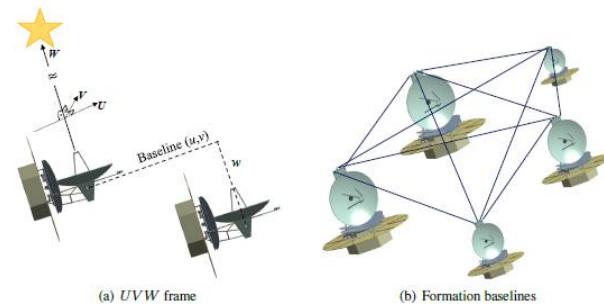 W
V
U
Baseline (u,v)
w
(a) UVW frame
(b) Formation baselines